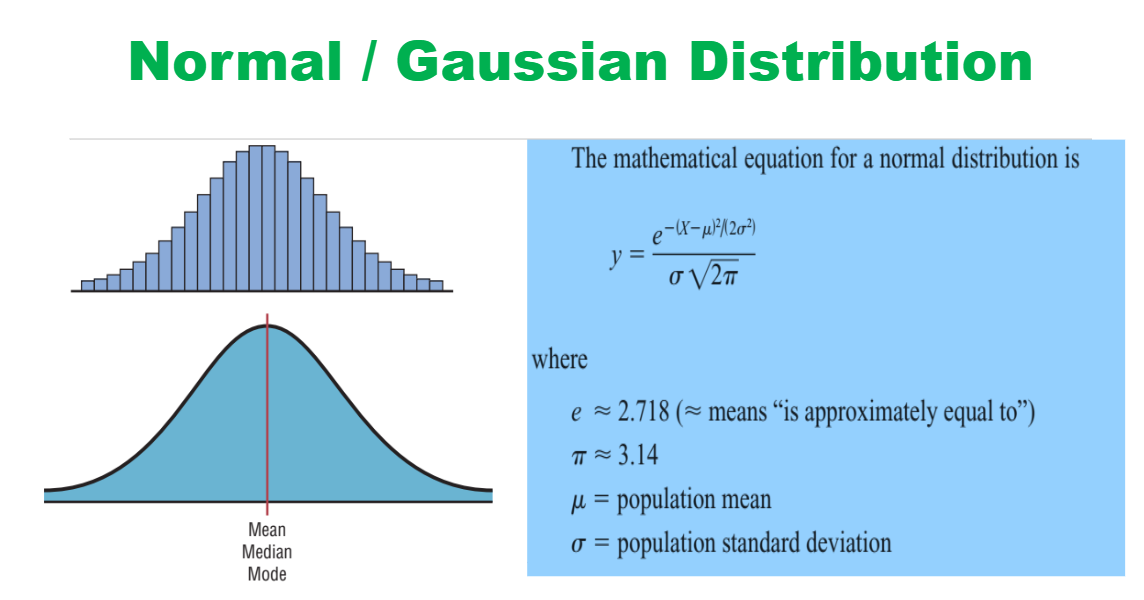 Normal / Gaussian Distribution
The mathematical equation for a normal distribution is
y = e^−(X−μ)²/(2σ²) / σ√2π
where
e ≈ 2.718 (≈ means “is approximately equal to”)
π ≈ 3.14
μ = population mean
σ = population standard deviation
Mean
Median
Mode